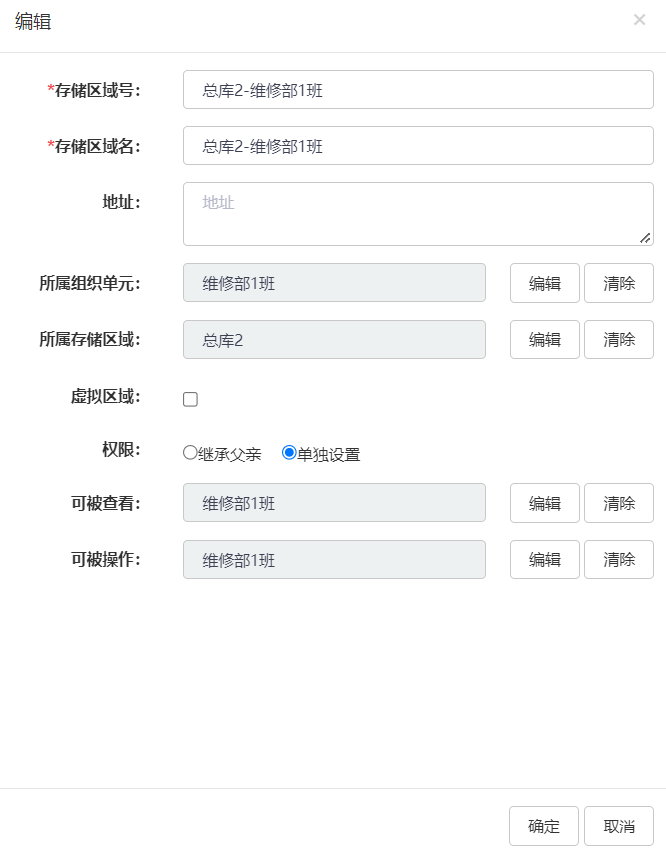 编辑 ×
*存储区域号: 总库2-维修部1班
*存储区域名: 总库2-维修部1班
地址: 地址
所属组织单元: 维修部1班 编辑 清除
所属存储区域: 总库2 编辑 清除
虚拟区域:
权限: 继承父亲 单独设置
可被查看: 维修部1班 编辑 清除
可被操作: 维修部1班 编辑 清除
确定 取消